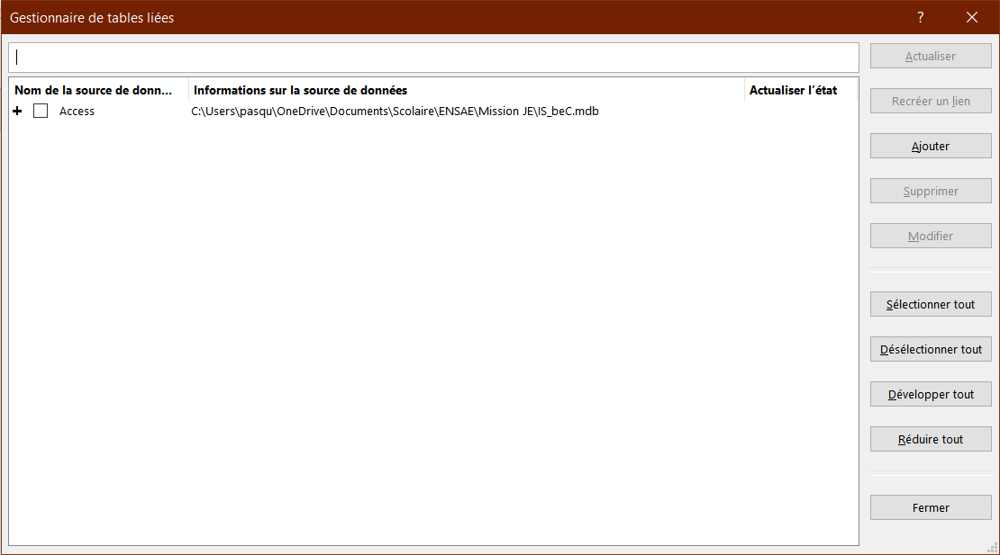 Gestionnaire de tables liées
?
Actualiser
Nom de la source de donn... Informations sur la source de données Actualiser l'état
Access C:\Users\pasqu\OneDrive\Documents\Scolaire\ENSAE\Mission JE\IS_beC.mdb
Recréer un lien
Ajouter
Supprimer
Modifier
Sélectionner tout
Désélectionner tout
Développer tout
Réduire tout
Fermer